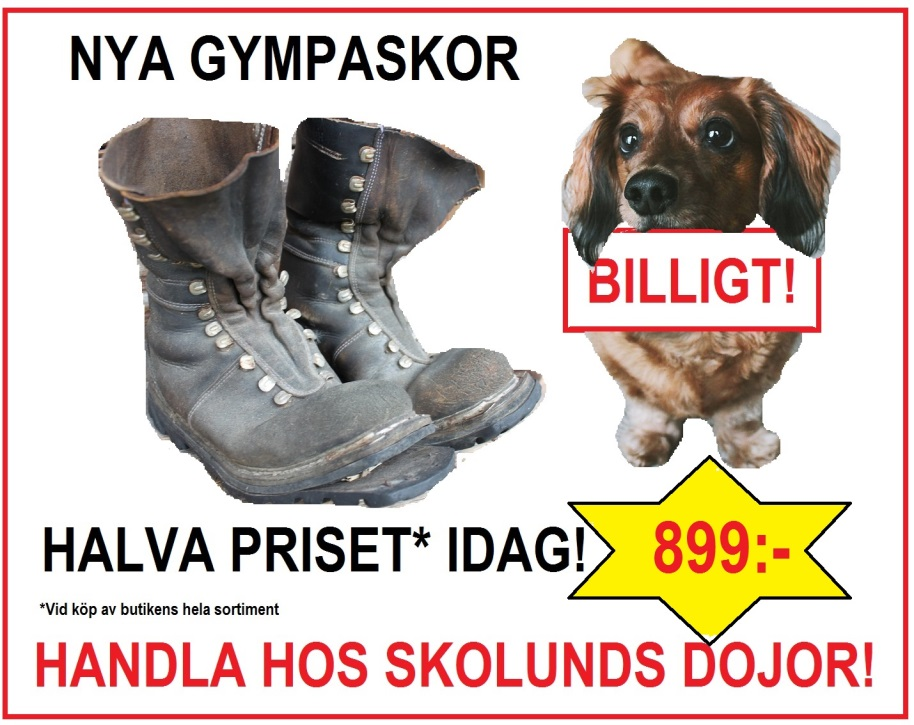 NYA GYMPASKOR
BILLIGT!
HALVA PRISET* IDAG!
899:-
*Vid köp av butikens hela sortiment
HANDLA HOS SKOLUNDS DOJOR!